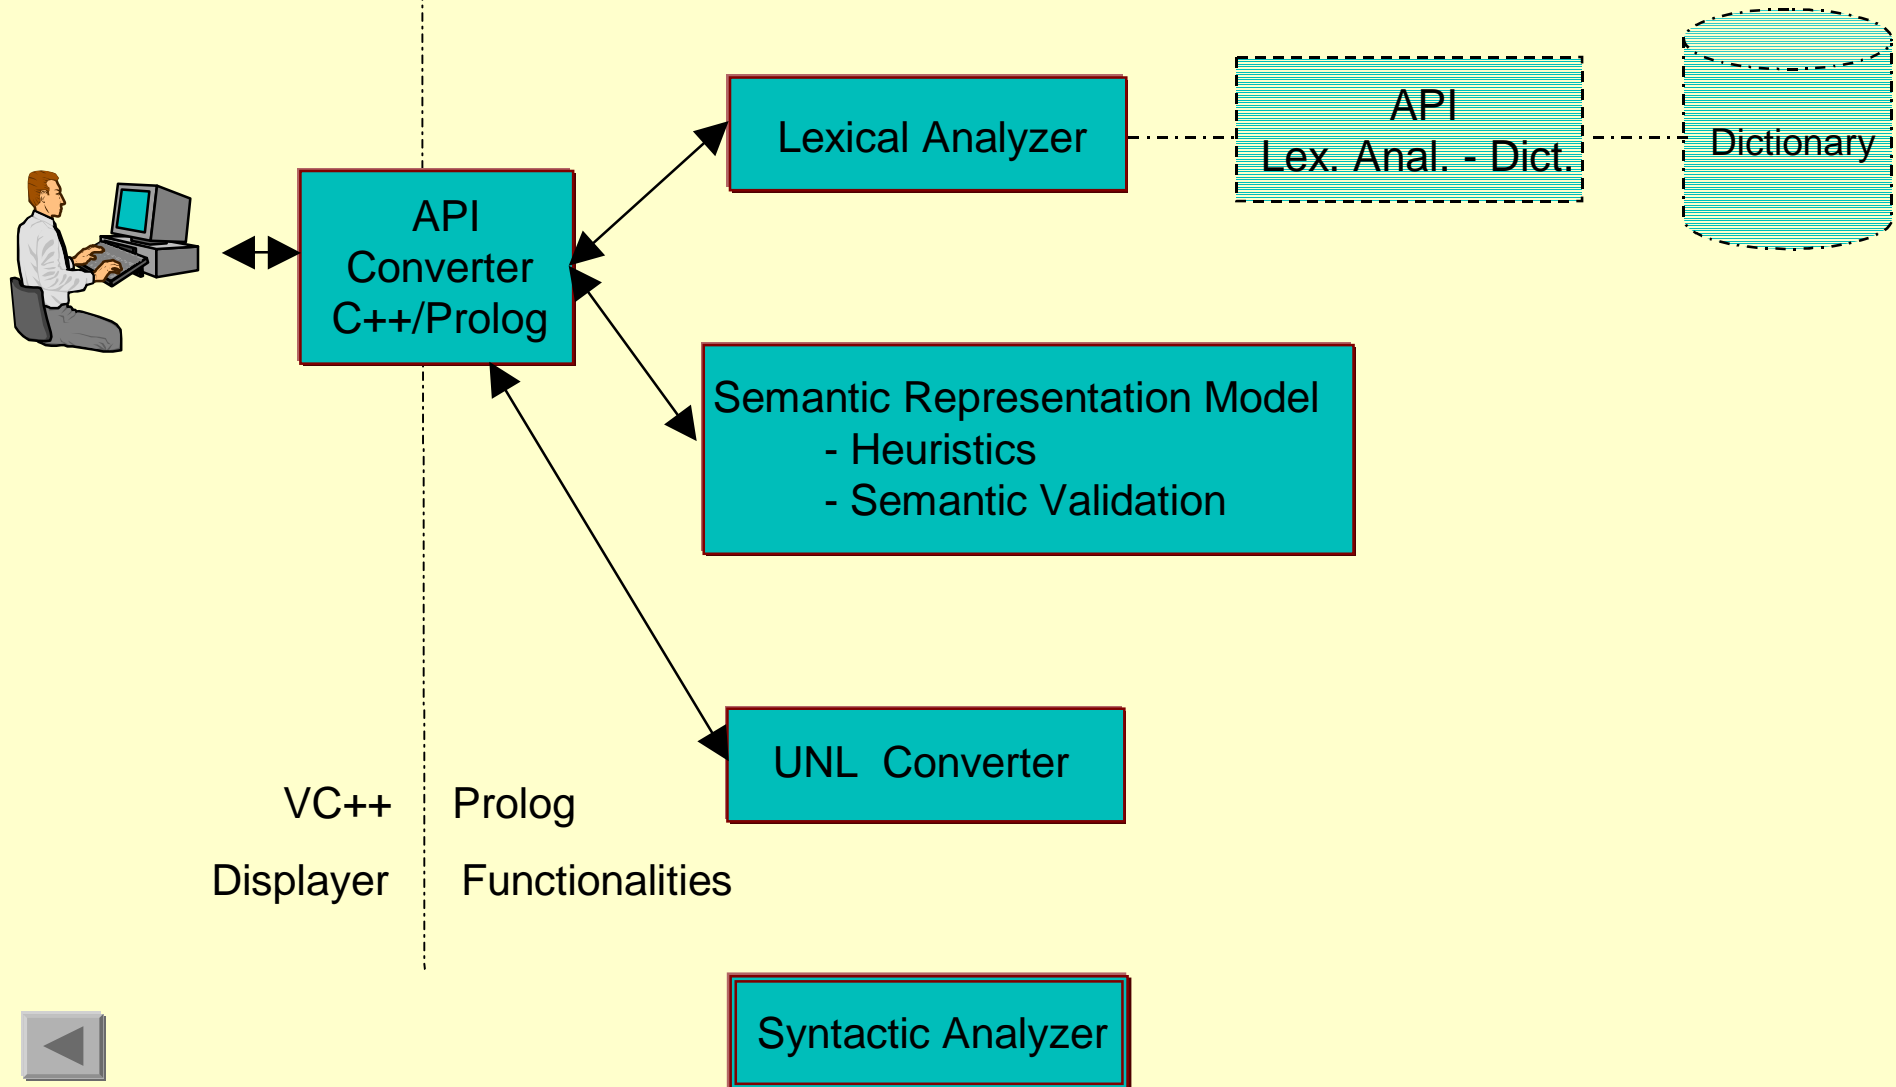 Lexical Analyzer
API
Lex. Anal. - Dict.
Dictionary
API
Converter
C++/Prolog
Semantic Representation Model
- Heuristics
- Semantic Validation
UNL Converter
VC++
Prolog
Displayer
Functionalities
Syntactic Analyzer